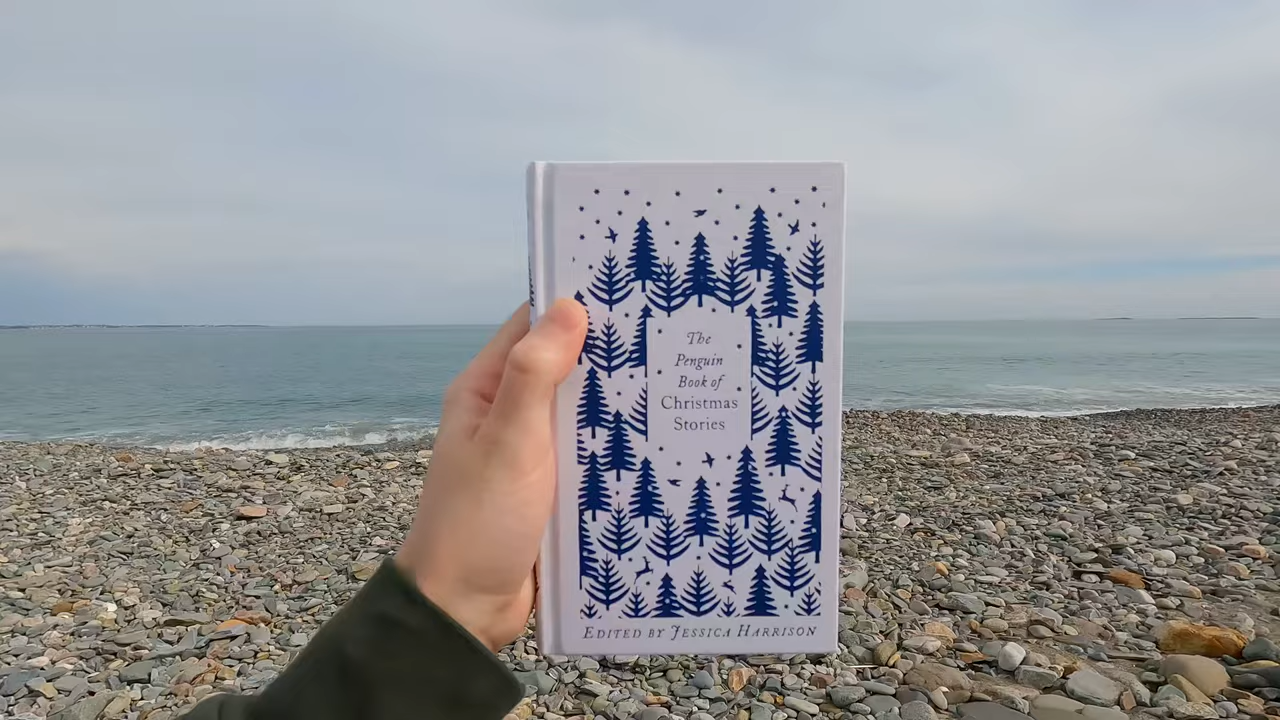 The
Penguin
Book of
Christmas
Stories
EDITED BY JESSICA HARRISON